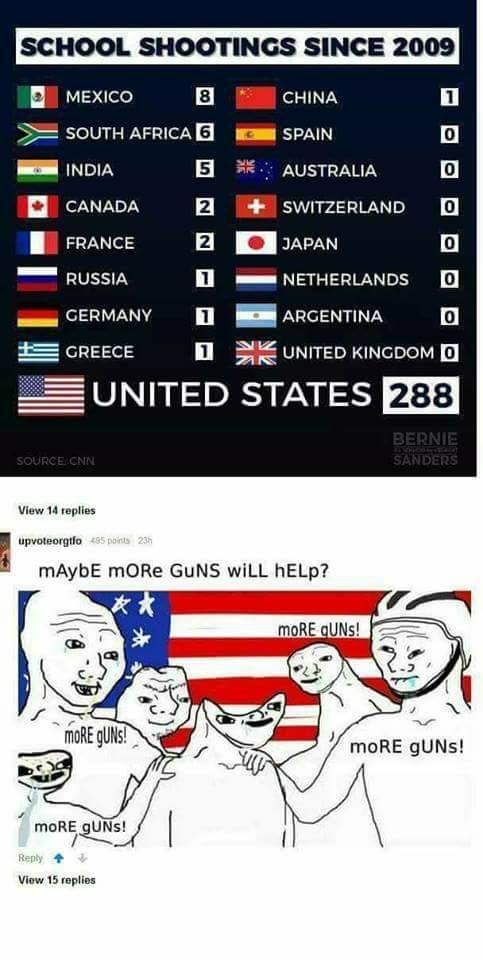 SCHOOL SHOOTINGS SINCE 2009
MEXICO 8
SOUTH AFRICA 6
INDIA 5
CANADA 2
FRANCE 2
RUSSIA 1
GERMANY 1
GREECE 1
CHINA 1
SPAIN 0
AUSTRALIA 0
SWITZERLAND 0
JAPAN 0
NETHERLANDS 0
ARGENTINA 0
UNITED KINGDOM 0
UNITED STATES 288
SOURCE: CNN
BERNIE
SANDERS
View 14 replies
upvoteorgtfo 495 points 23h
mAybE mORe GuNS wiLL hELp?
moRE gUNs!
moRE gUNs!
moRE gUNs!
moRE gUNs!
Reply
View 15 replies